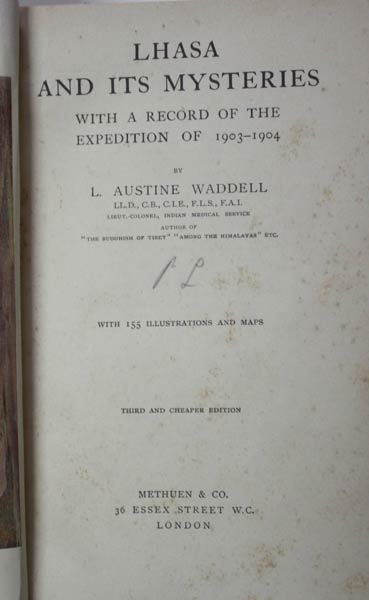 LHASA
AND ITS MYSTERIES
WITH A RECORD OF THE
EXPEDITION OF 1903–1904
BY
L. AUSTINE WADDELL
LL.D., C.B., C.I.E., F.L.S., F.A.I.
LIEUT.-COLONEL, INDIAN MEDICAL SERVICE
AUTHOR OF
"THE BUDDHISM OF TIBET" "AMONG THE HIMALAYAS" ETC.
WITH 155 ILLUSTRATIONS AND MAPS
THIRD AND CHEAPER EDITION
METHUEN & CO.
36 ESSEX STREET W.C.
LONDON